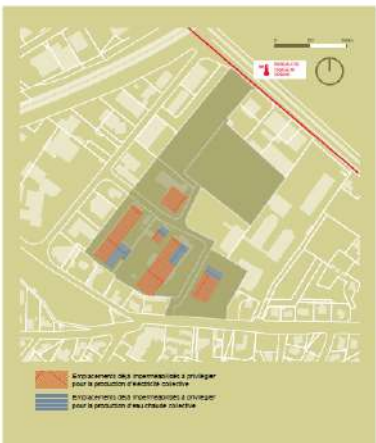 0
Emplacements déjà imperméabilisés à privilégier
pour la production d'électricité collective
Emplacements déjà imperméabilisés à privilégier
pour la production d'eau chaude collective